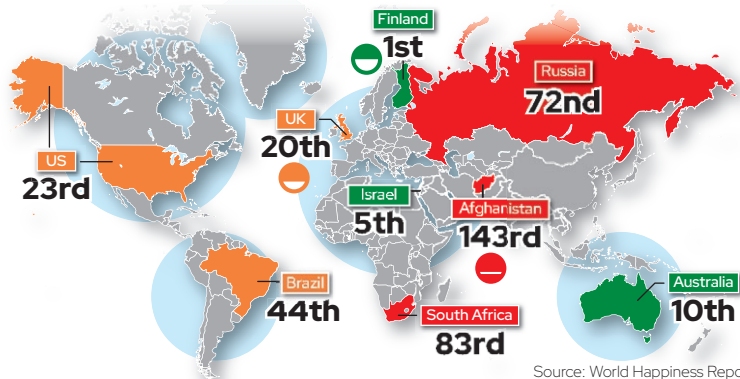 Finland
1st
Russia
72nd
UK
20th
US
23rd
Israel
5th
Afghanistan
143rd
Brazil
44th
Australia
10th
South Africa
83rd
Source: World Happiness Repo